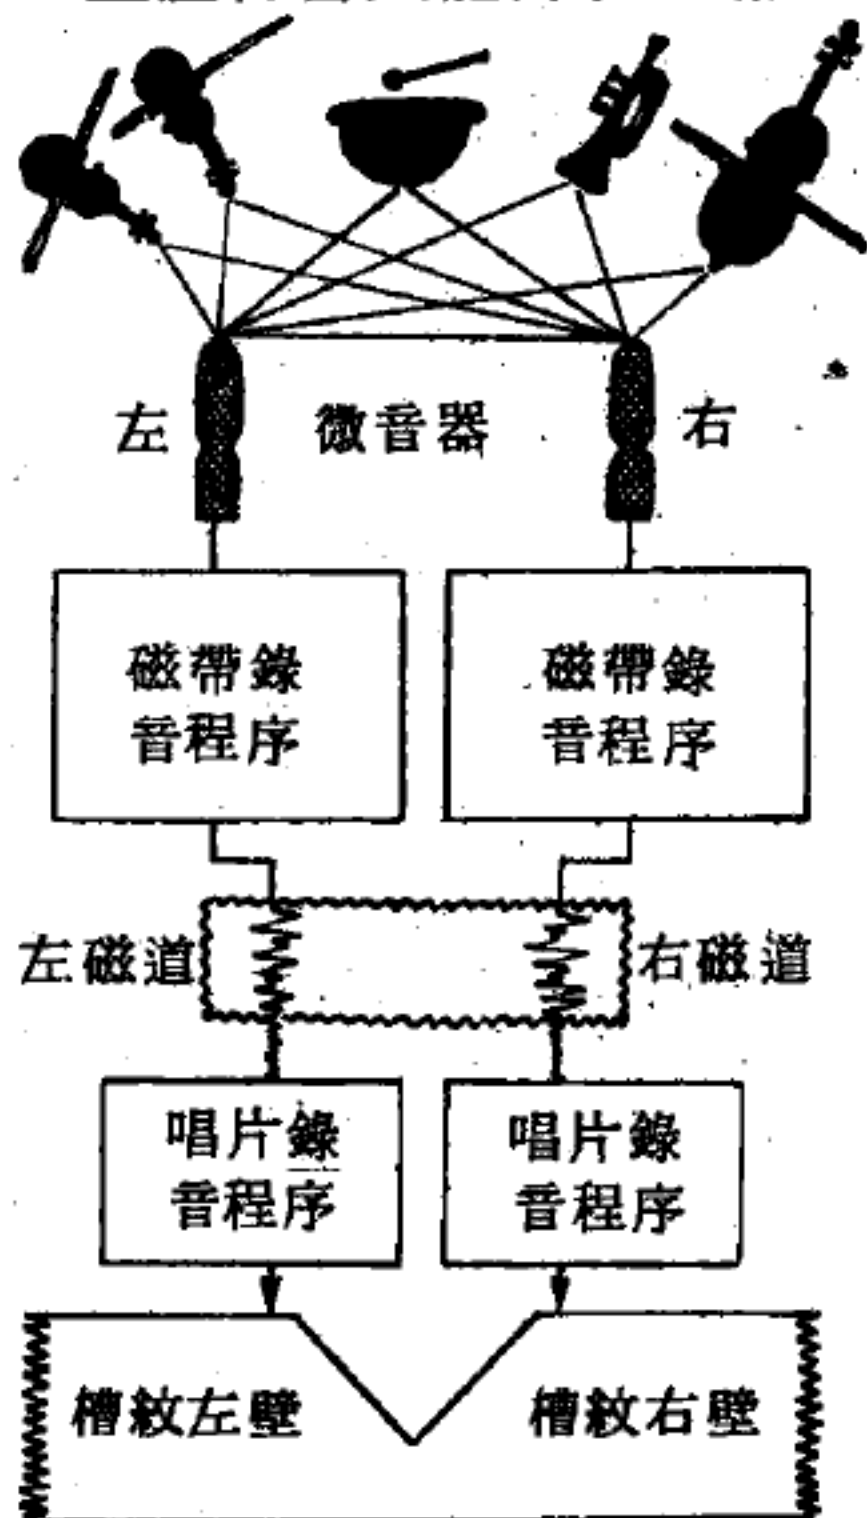 左 微音器 右
磁帶錄 磁帶錄
音程序 音程序
左磁道 右磁道
唱片錄 唱片錄
音程序 音程序
槽紋左壁 槽紋右壁